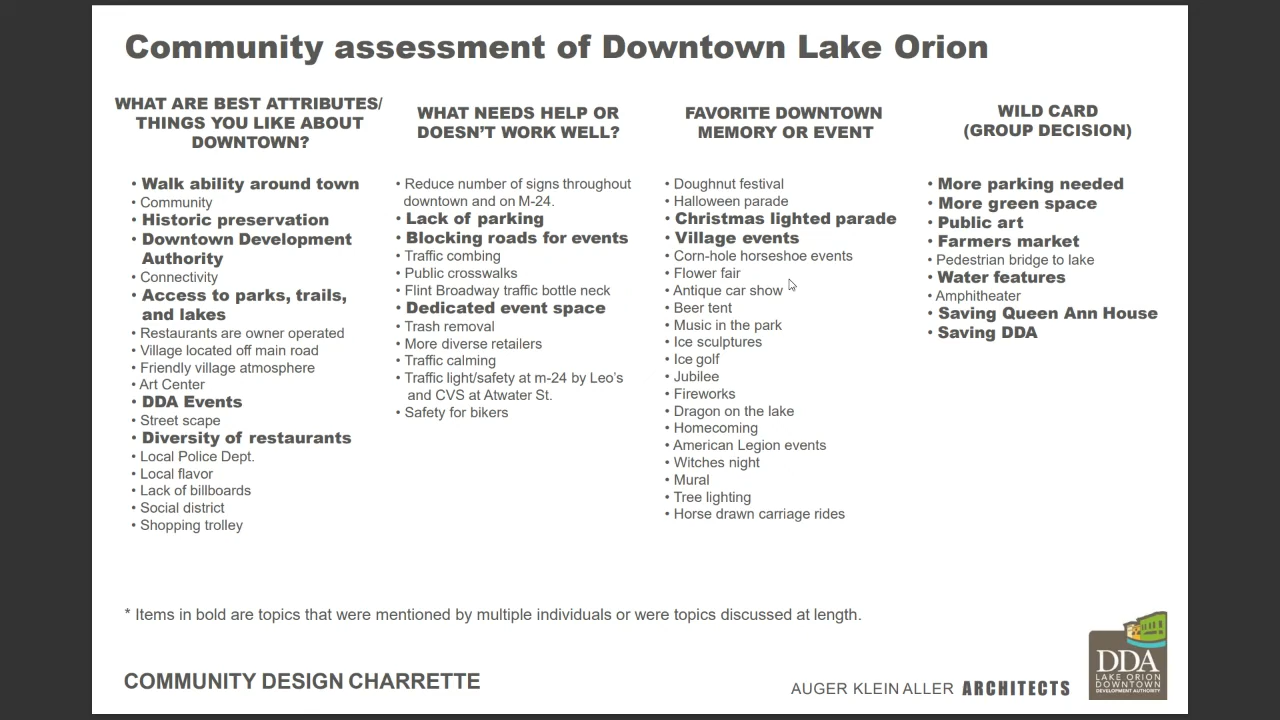 Community assessment of Downtown Lake Orion
WHAT ARE BEST ATTRIBUTES/
THINGS YOU LIKE ABOUT
DOWNTOWN?
• Walk ability around town
• Community
• Historic preservation
• Downtown Development
Authority
• Connectivity
• Access to parks, trails,
and lakes
• Restaurants are owner operated
• Village located off main road
• Friendly village atmosphere
• Art Center
• DDA Events
• Street scape
• Diversity of restaurants
• Local Police Dept.
• Local flavor
• Lack of billboards
• Social district
• Shopping trolley
WHAT NEEDS HELP OR
DOESN'T WORK WELL?
• Reduce number of signs throughout
downtown and on M-24.
• Lack of parking
• Blocking roads for events
• Traffic combing
• Public crosswalks
• Flint Broadway traffic bottle neck
• Dedicated event space
• Trash removal
• More diverse retailers
• Traffic calming
• Traffic light/safety at m-24 by Leo's
and CVS at Atwater St.
• Safety for bikers
FAVORITE DOWNTOWN
MEMORY OR EVENT
• Doughnut festival
• Halloween parade
• Christmas lighted parade
• Village events
• Corn-hole horseshoe events
• Flower fair
• Antique car show
• Beer tent
• Music in the park
• Ice sculptures
• Ice golf
• Jubilee
• Fireworks
• Dragon on the lake
• Homecoming
• American Legion events
• Witches night
• Mural
• Tree lighting
• Horse drawn carriage rides
WILD CARD
(GROUP DECISION)
• More parking needed
• More green space
• Public art
• Farmers market
• Pedestrian bridge to lake
• Water features
• Amphitheater
• Saving Queen Ann House
• Saving DDA
* Items in bold are topics that were mentioned by multiple individuals or were topics discussed at length.
COMMUNITY DESIGN CHARRETTE
AUGER KLEIN ALLER ARCHITECTS
DDA
LAKE ORION
DOWNTOWN
DEVELOPMENT AUTHORITY